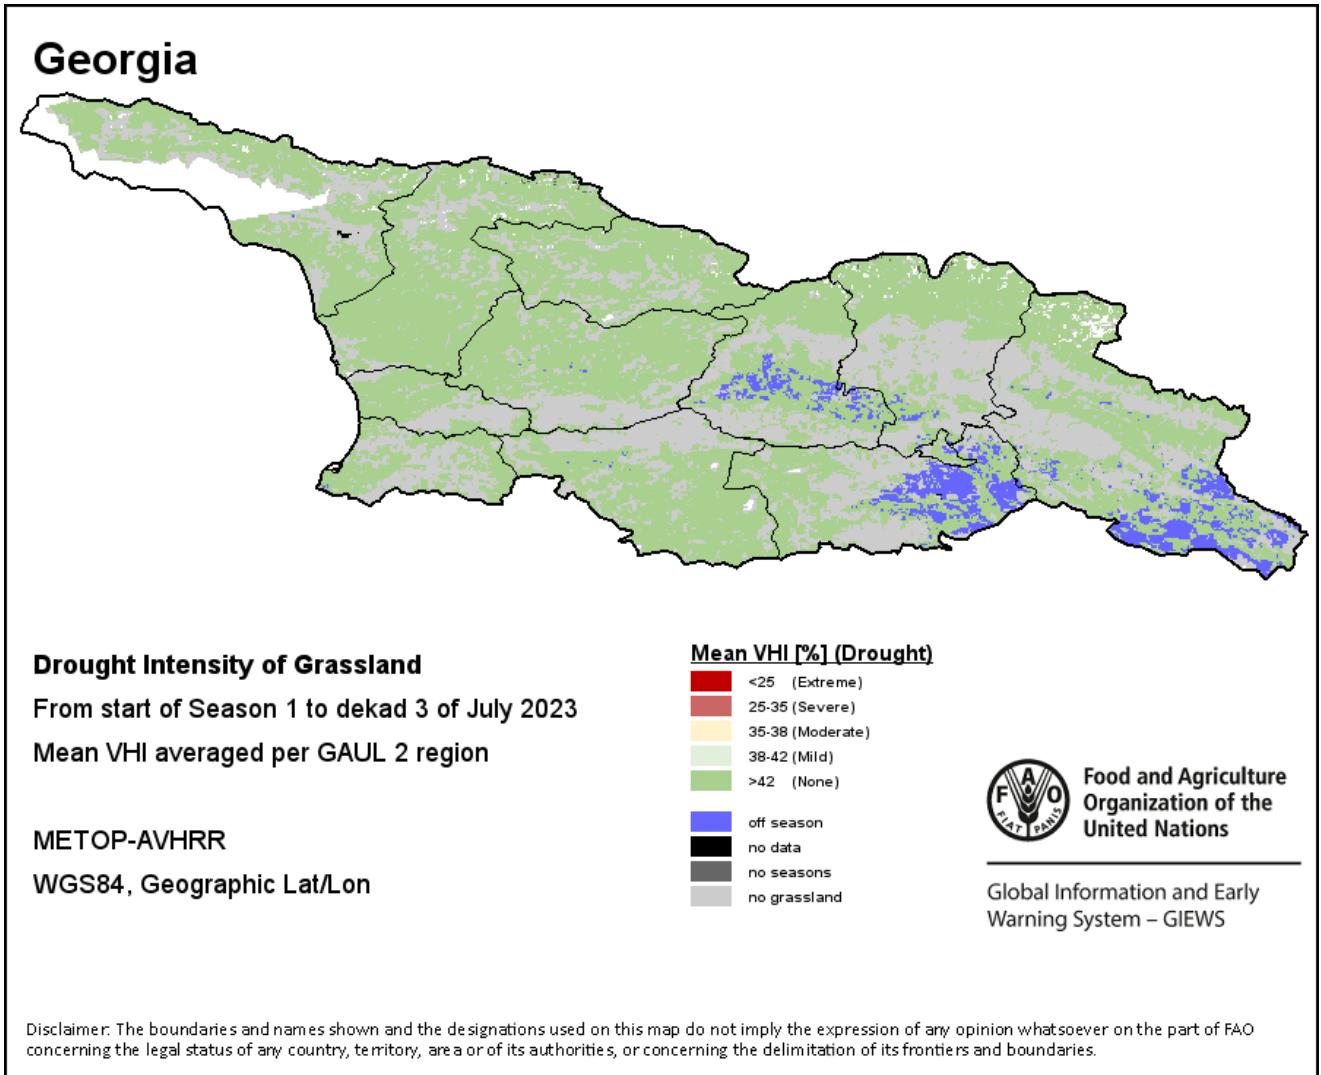 Georgia
Drought Intensity of Grassland
From start of Season 1 to dekad 3 of July 2023
Mean VHI averaged per GAUL 2 region
METOP-AVHRR
WGS84, Geographic Lat/Lon
Mean VHI [%] (Drought)
<25 (Extreme)
25-35 (Severe)
35-38 (Moderate)
38-42 (Mild)
>42 (None)
off season
no data
no seasons
no grassland
F A O
FIAT PANIS
Food and Agriculture
Organization of the
United Nations
Global Information and Early
Warning System – GIEWS
Disclaimer: The boundaries and names shown and the designations used on this map do not imply the expression of any opinion whatsoever on the part of FAO
concerning the legal status of any country, territory, area or of its authorities, or concerning the delimitation of its frontiers and boundaries.